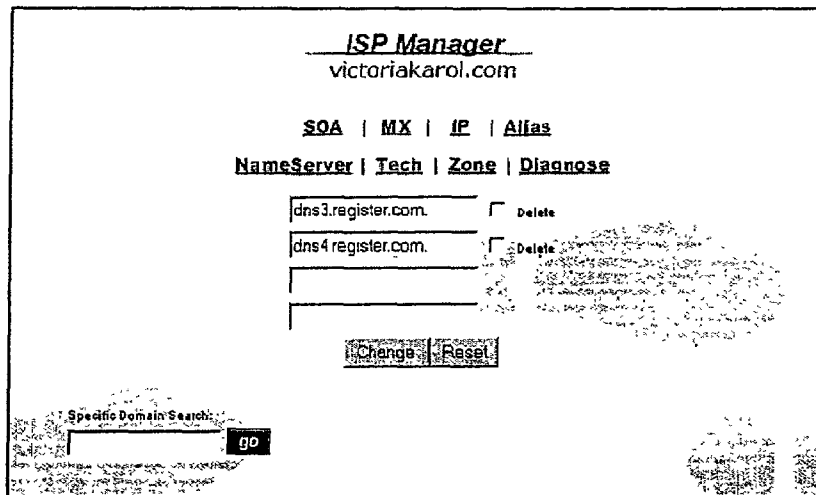 ISP Manager
victoriakarol.com
SOA | MX | IP | Alias
NameServer | Tech | Zone | Diagnose
dns3.register.com. Delete
dns4.register.com. Delete
Change Reset
Specific Domain Search:
go